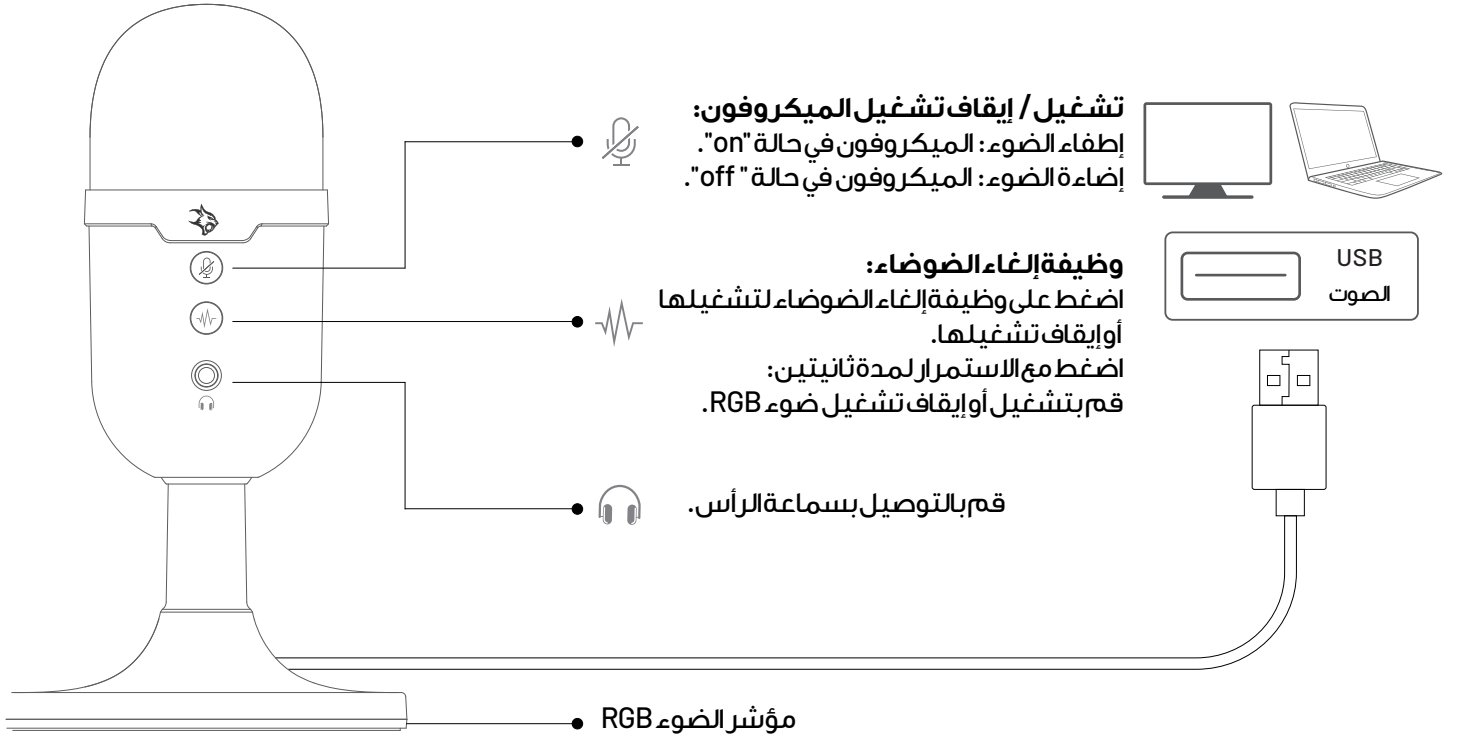 تشغيل / إيقاف تشغيل الميكروفون:
إطفاء الضوء: الميكروفون في حالة "on".
إضاءة الضوء: الميكروفون في حالة "off ".
وظيفة إلغاء الضوضاء:
اضغط على وظيفة إلغاء الضوضاء لتشغيلها
أو إيقاف تشغيلها.
اضغط مع الاستمرار لمدة ثانيتين:
قم بتشغيل أو إيقاف تشغيل ضوء RGB.
قم بالتوصيل بسماعة الرأس.
USB
الصوت
مؤشر الضوء RGB